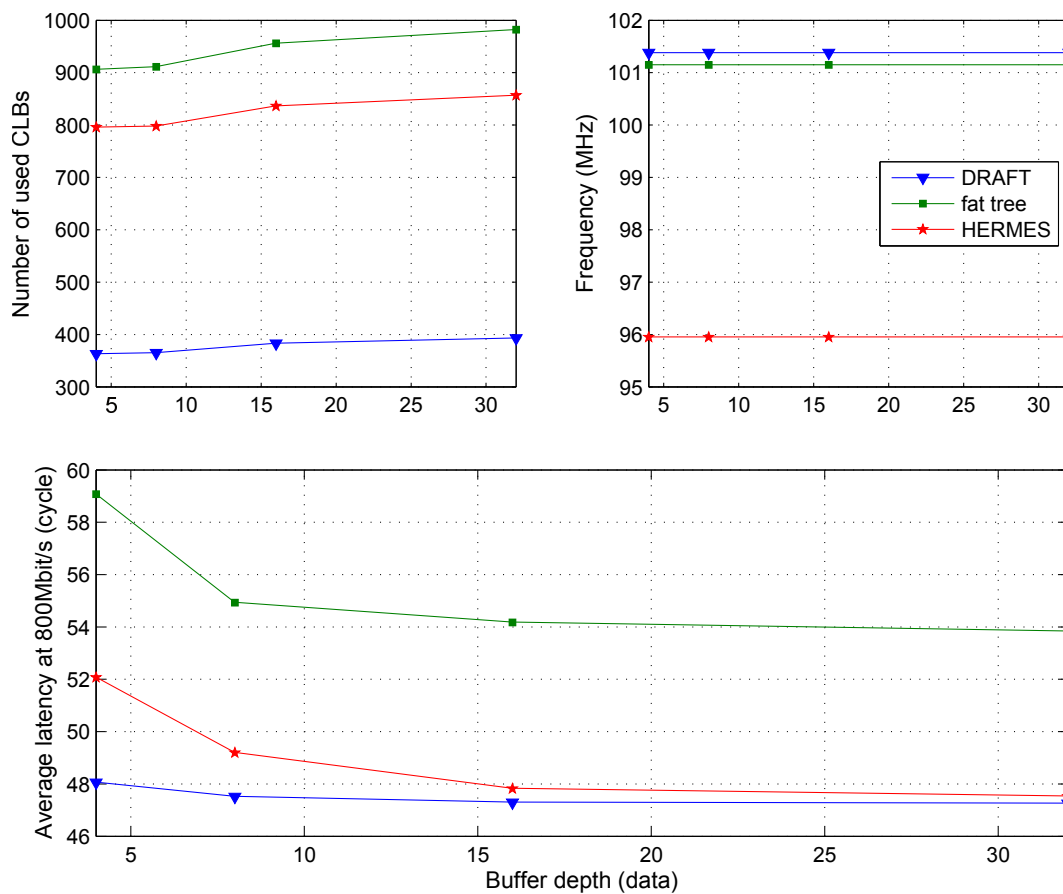 1000
900
800
700
600
500
400
300
Number of used CLBs
5 10 15 20 25 30
102
101
100
99
98
97
96
95
Frequency (MHz)
DRAFT
fat tree
HERMES
5 10 15 20 25 30
60
58
56
54
52
50
48
46
Average latency at 800Mbit/s (cycle)
5 10 15 20 25 30
Buffer depth (data)